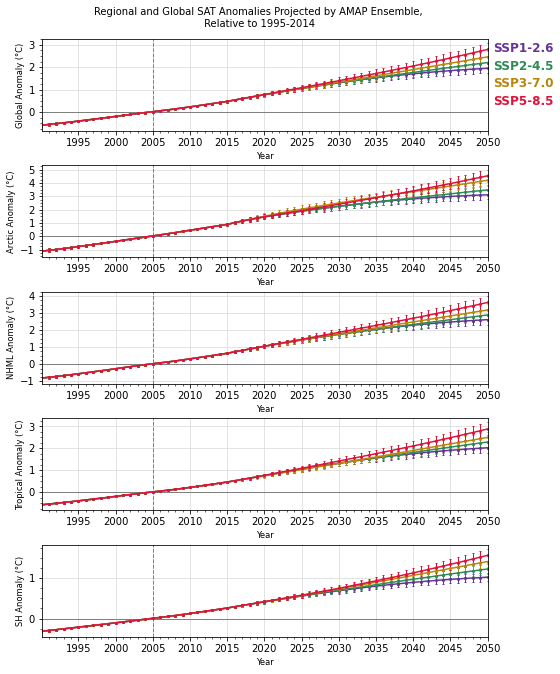 Regional and Global SAT Anomalies Projected by AMAP Ensemble,
Relative to 1995-2014
SSP1-2.6
SSP2-4.5
SSP3-7.0
SSP5-8.5
Global Anomaly (°C)
3
2
1
0
1995 2000 2005 2010 2015 2020 2025 2030 2035 2040 2045 2050
Year
Arctic Anomaly (°C)
5
4
3
2
1
0
−1
1995 2000 2005 2010 2015 2020 2025 2030 2035 2040 2045 2050
Year
NHML Anomaly (°C)
4
3
2
1
0
−1
1995 2000 2005 2010 2015 2020 2025 2030 2035 2040 2045 2050
Year
Tropical Anomaly (°C)
3
2
1
0
1995 2000 2005 2010 2015 2020 2025 2030 2035 2040 2045 2050
Year
SH Anomaly (°C)
1
0
1995 2000 2005 2010 2015 2020 2025 2030 2035 2040 2045 2050
Year